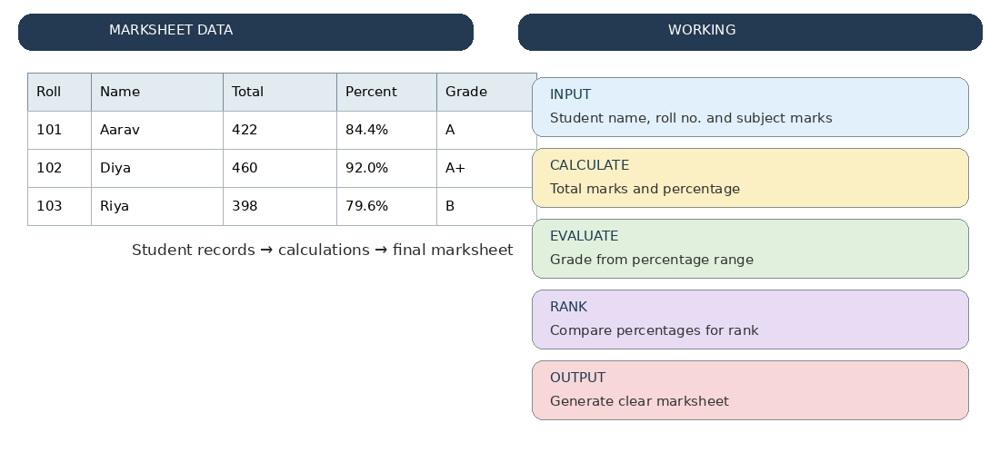 MARKSHEET DATA
Roll Name Total Percent Grade
101 Aarav 422 84.4% A
102 Diya 460 92.0% A+
103 Riya 398 79.6% B
Student records → calculations → final marksheet
WORKING
INPUT
Student name, roll no. and subject marks
CALCULATE
Total marks and percentage
EVALUATE
Grade from percentage range
RANK
Compare percentages for rank
OUTPUT
Generate clear marksheet